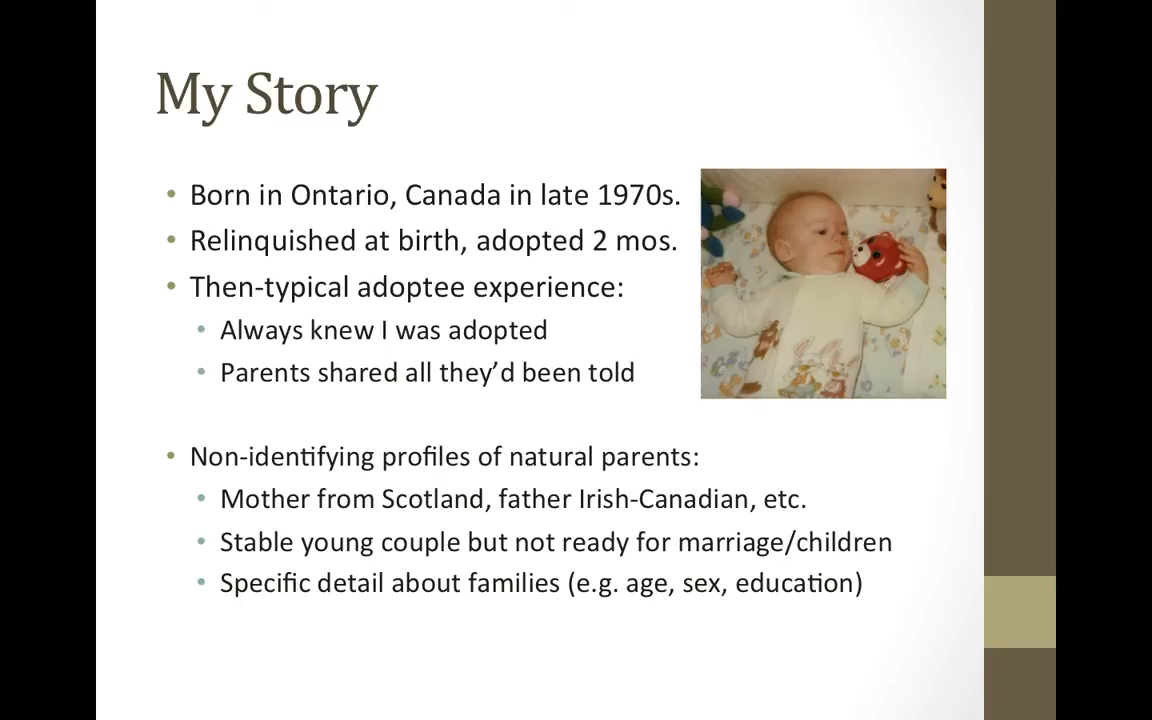 My Story
• Born in Ontario, Canada in late 1970s.
• Relinquished at birth, adopted 2 mos.
• Then-typical adoptee experience:
• Always knew I was adopted
• Parents shared all they’d been told
• Non-identifying profiles of natural parents:
• Mother from Scotland, father Irish-Canadian, etc.
• Stable young couple but not ready for marriage/children
• Specific detail about families (e.g. age, sex, education)